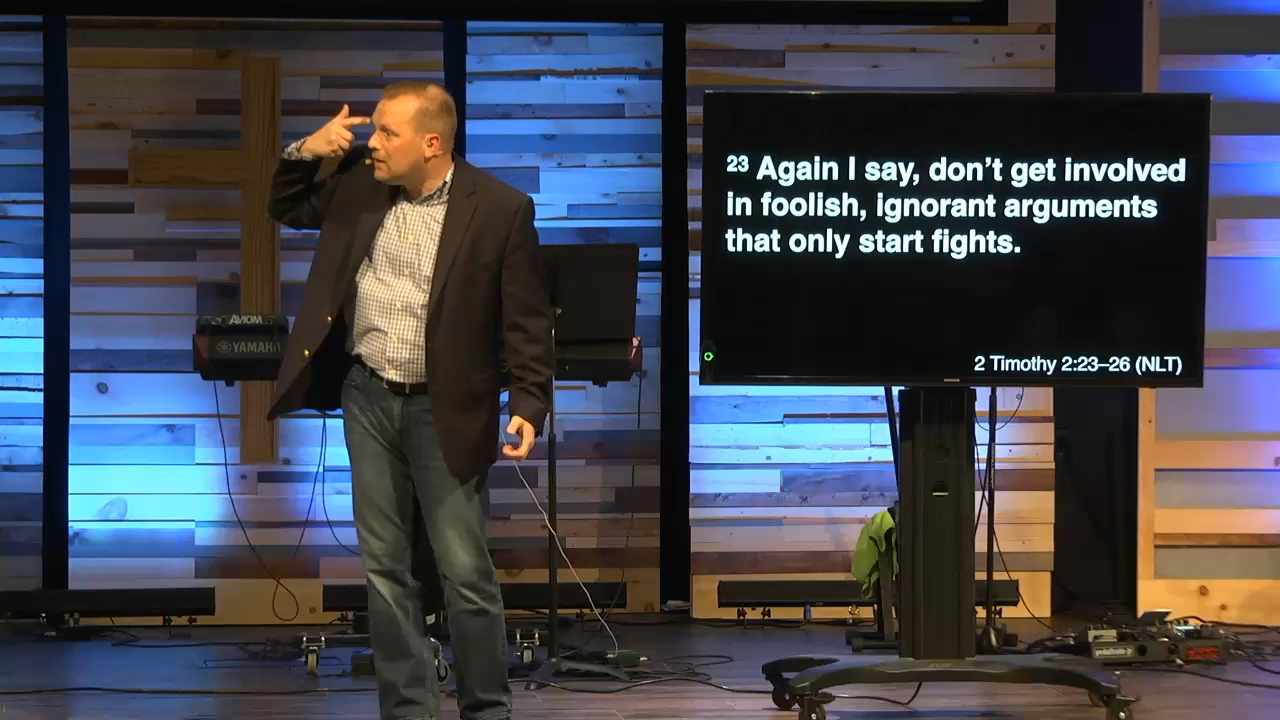 23 Again I say, don’t get involved
in foolish, ignorant arguments
that only start fights.
2 Timothy 2:23–26 (NLT)
AVIOM
YAMAHA